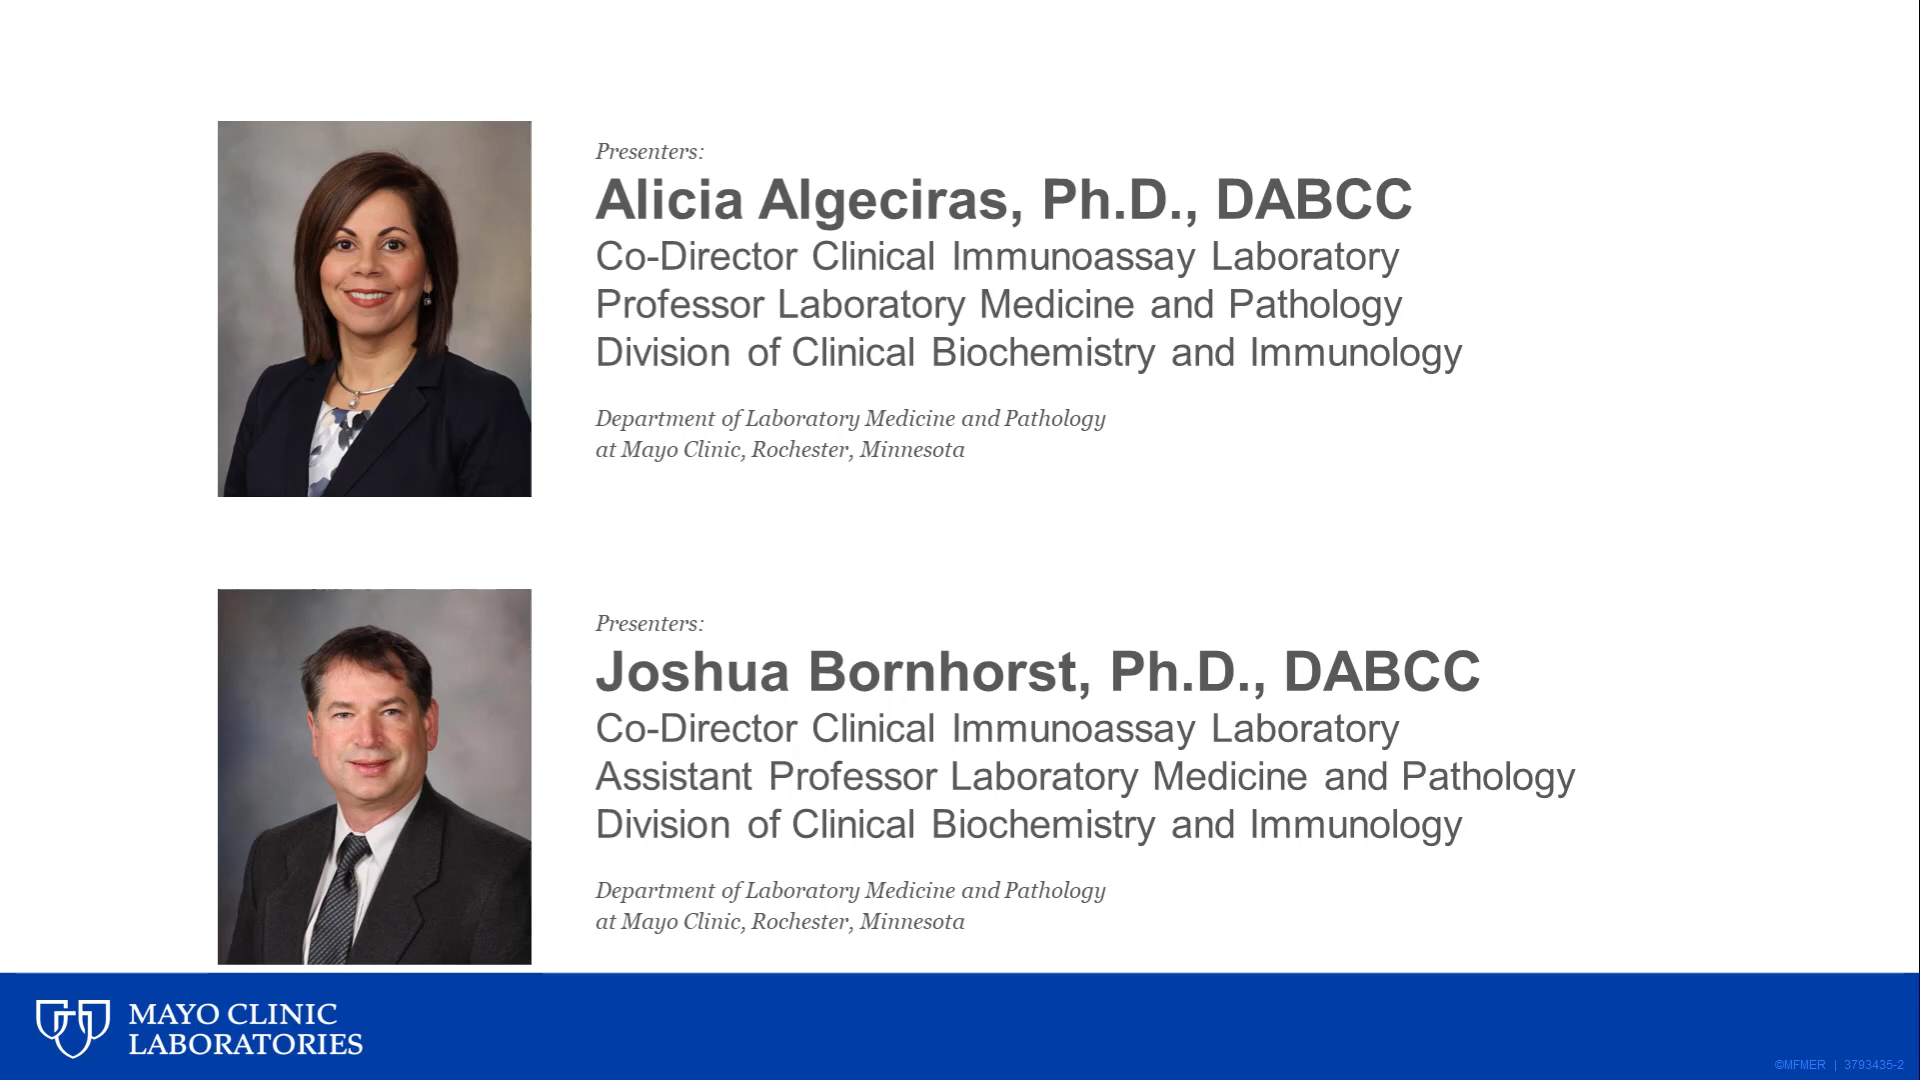 Presenters:
Alicia Algeciras, Ph.D., DABCC
Co-Director Clinical Immunoassay Laboratory
Professor Laboratory Medicine and Pathology
Division of Clinical Biochemistry and Immunology
Department of Laboratory Medicine and Pathology
at Mayo Clinic, Rochester, Minnesota
Presenters:
Joshua Bornhorst, Ph.D., DABCC
Co-Director Clinical Immunoassay Laboratory
Assistant Professor Laboratory Medicine and Pathology
Division of Clinical Biochemistry and Immunology
Department of Laboratory Medicine and Pathology
at Mayo Clinic, Rochester, Minnesota
MAYO CLINIC
LABORATORIES
©MFMER | 3793435-2